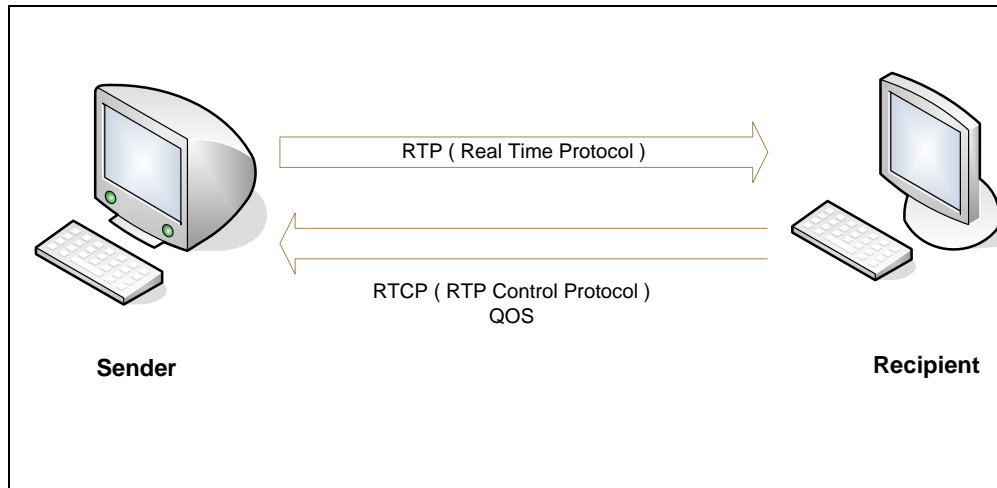 RTP ( Real Time Protocol )
RTCP ( RTP Control Protocol )
QOS
Sender
Recipient